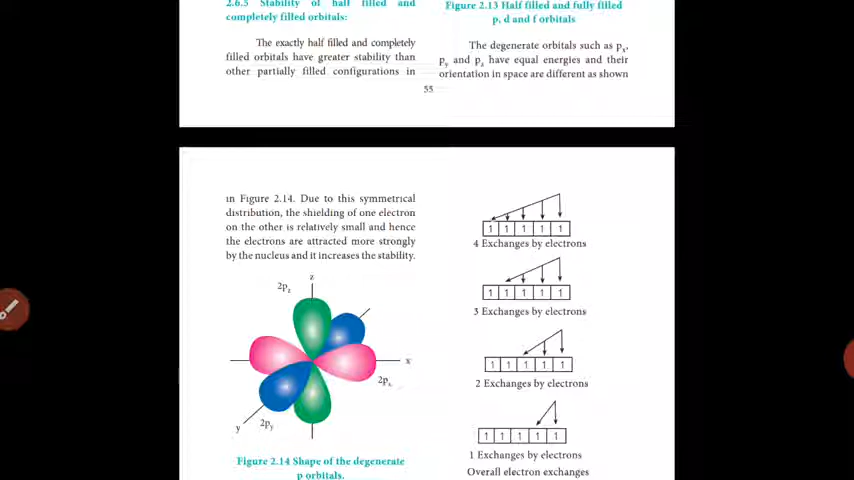 2.6.5 Stability of half filled and
completely filled orbitals:
The exactly half filled and completely
filled orbitals have greater stability than
other partially filled configurations in
Figure 2.13 Half filled and fully filled
p, d and f orbitals
The degenerate orbitals such as pₓ,
p_y and p_z have equal energies and their
orientation in space are different as shown
55
in Figure 2.14. Due to this symmetrical
distribution, the shielding of one electron
on the other is relatively small and hence
the electrons are attracted more strongly
by the nucleus and it increases the stability.
z
2p_z
x
2pₓ
y
2p_y
Figure 2.14 Shape of the degenerate
p orbitals.
1 1 1 1 1
4 Exchanges by electrons
1 1 1 1 1
3 Exchanges by electrons
1 1 1 1 1
2 Exchanges by electrons
1 1 1 1 1
1 Exchanges by electrons
Overall electron exchanges